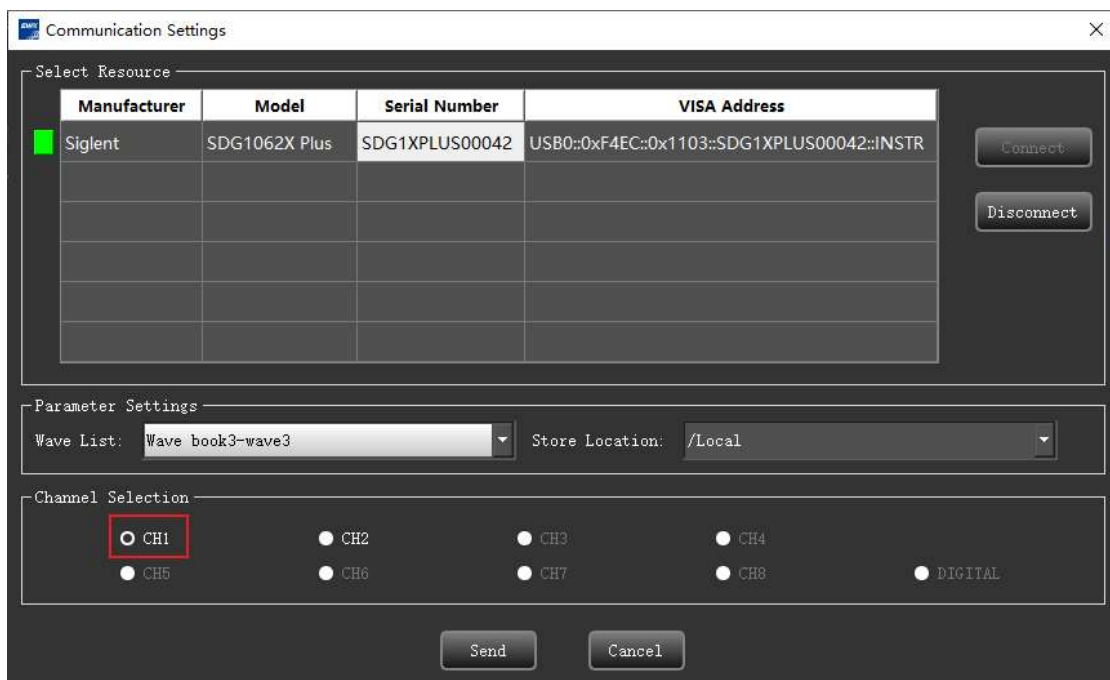 Communication Settings
Select Resource
Manufacturer Model Serial Number VISA Address
Siglent SDG1062X Plus SDG1XPLUS00042 USB0::0xF4EC::0x1103::SDG1XPLUS00042::INSTR
Connect
Disconnect
Parameter Settings
Wave List: Wave book3-wave3 Store Location: /Local
Channel Selection
CH1 CH2 CH3 CH4
CH5 CH6 CH7 CH8 DIGITAL
Send Cancel